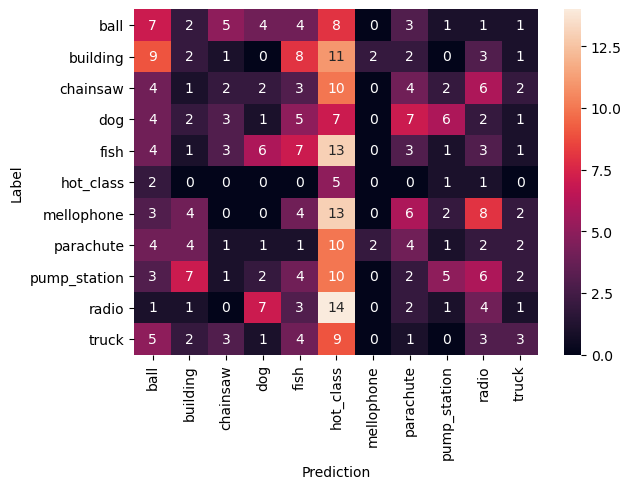 ball 7 2 5 4 4 8 0 3 1 1 1
building 9 2 1 0 8 11 2 2 0 3 1
chainsaw 4 1 2 2 3 10 0 4 2 6 2
dog 4 2 3 1 5 7 0 7 6 2 1
fish 4 1 3 6 7 13 0 3 1 3 1
hot_class 2 0 0 0 0 5 0 0 1 1 0
mellophone 3 4 0 0 4 13 0 6 2 8 2
parachute 4 4 1 1 1 10 2 4 1 2 2
pump_station 3 7 1 2 4 10 0 2 5 6 2
radio 1 1 0 7 3 14 0 2 1 4 1
truck 5 2 3 1 4 9 0 1 0 3 3
Label
ball building chainsaw dog fish hot_class mellophone parachute pump_station radio truck
Prediction
12.5
10.0
7.5
5.0
2.5
0.0